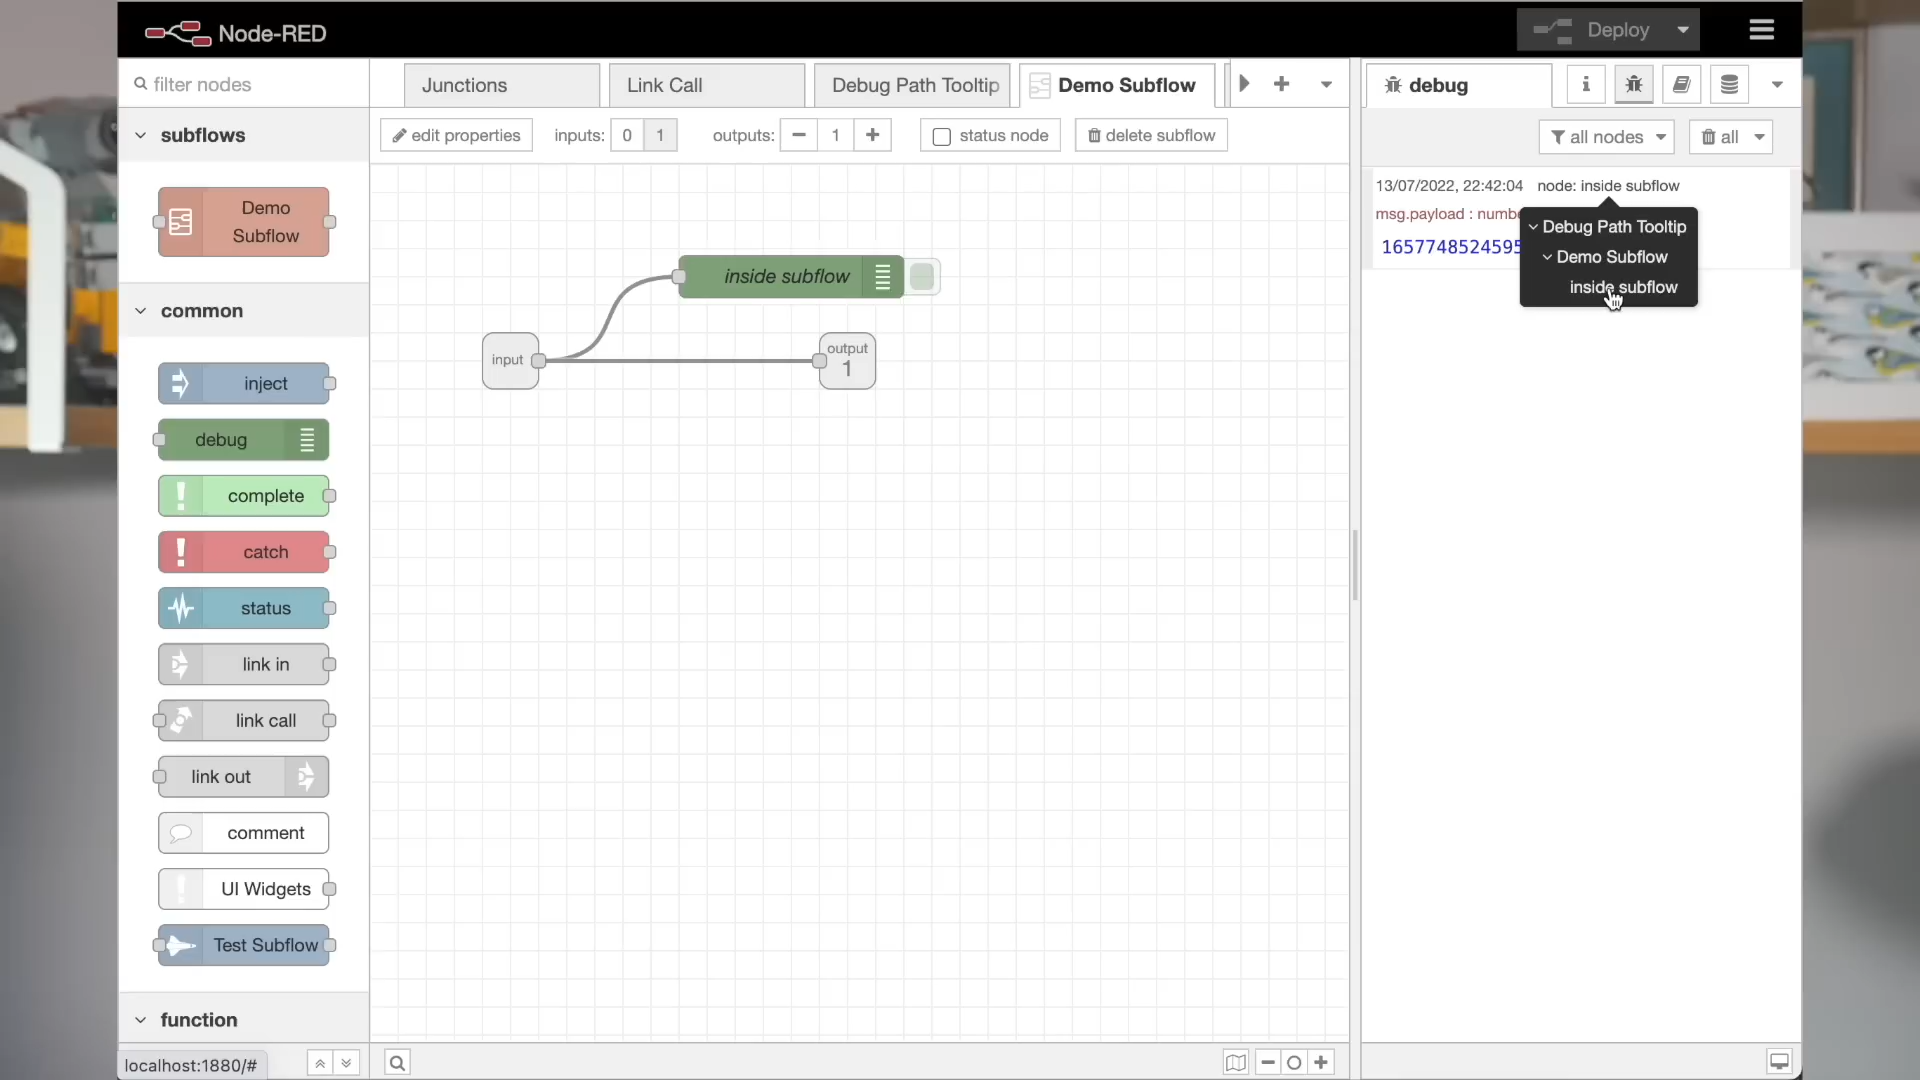 Node-RED
Deploy
filter nodes
Junctions
Link Call
Debug Path Tooltip
Demo Subflow
debug
edit properties
inputs: 0 1
outputs: 1
status node
delete subflow
all nodes
all
subflows
Demo
Subflow
common
inject
debug
complete
catch
status
link in
link call
link out
comment
UI Widgets
Test Subflow
function
localhost:1880/#
inside subflow
input
output
1
13/07/2022, 22:42:04 node: inside subflow
msg.payload : numbe
1657748524595
Debug Path Tooltip
Demo Subflow
inside subflow